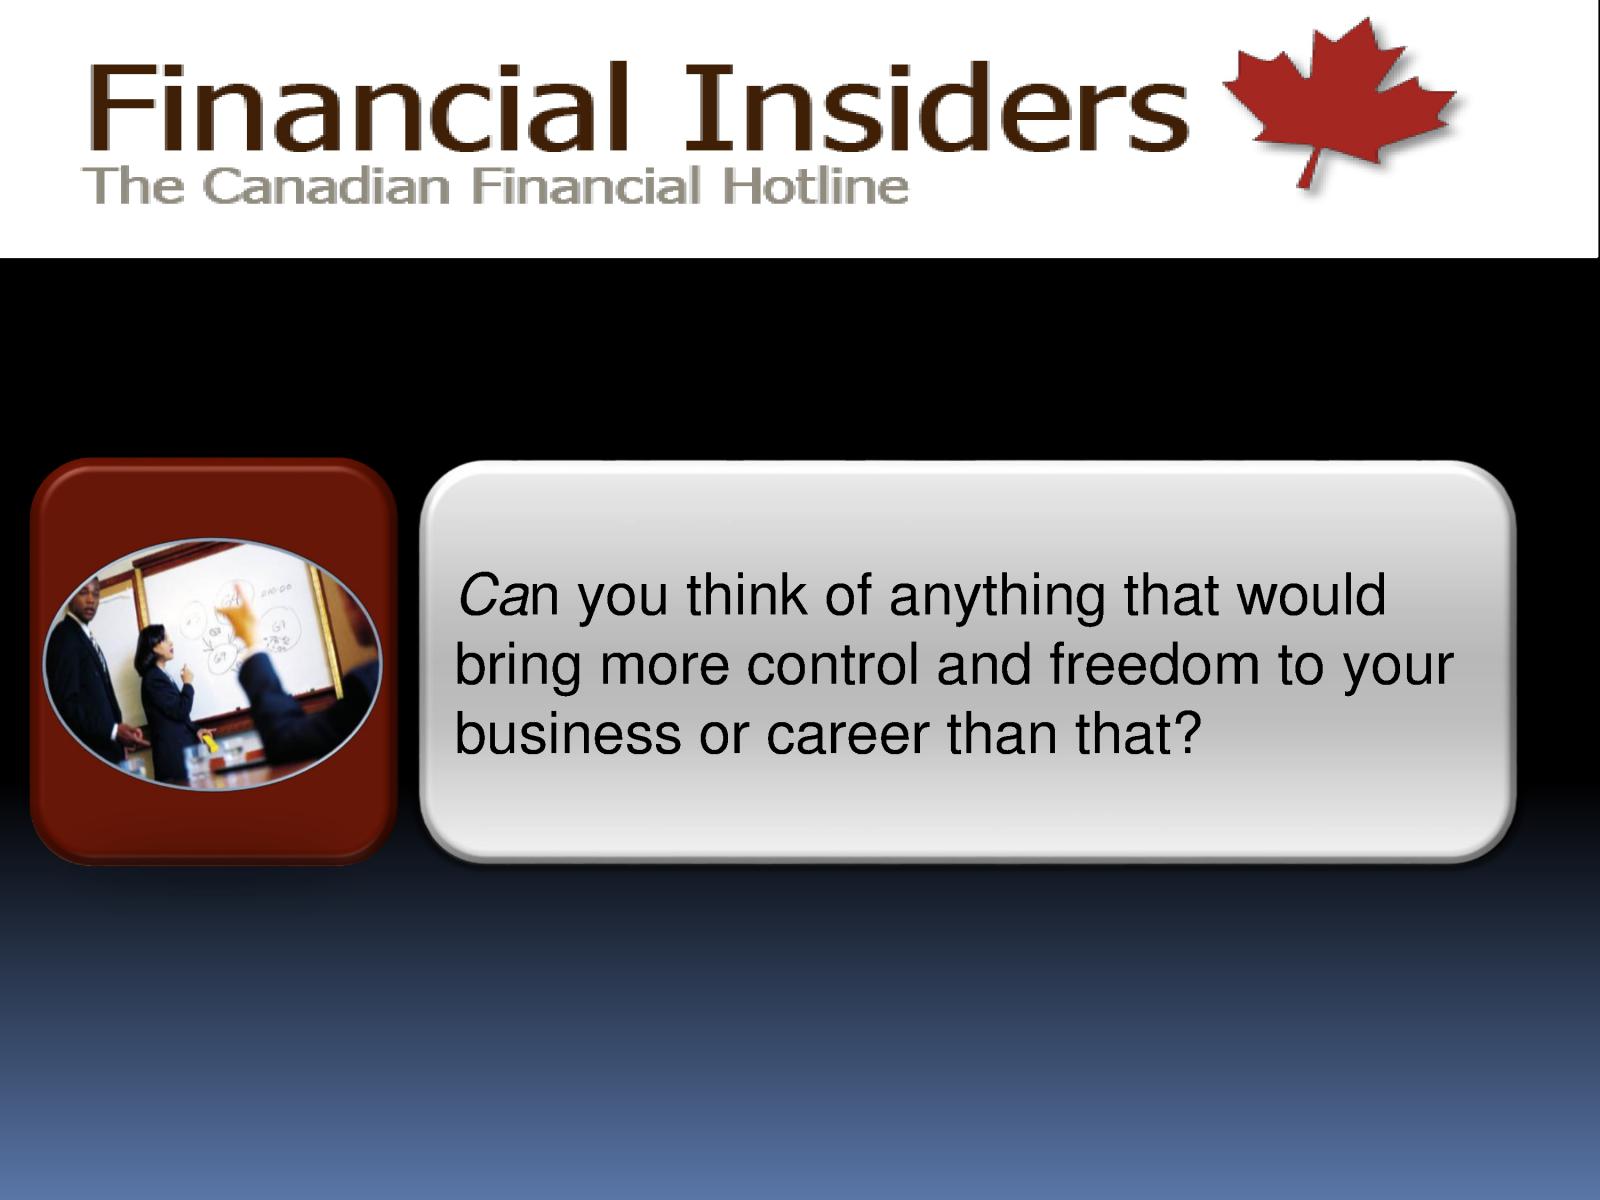 Financial Insiders
The Canadian Financial Hotline
Can you think of anything that would
bring more control and freedom to your
business or career than that?